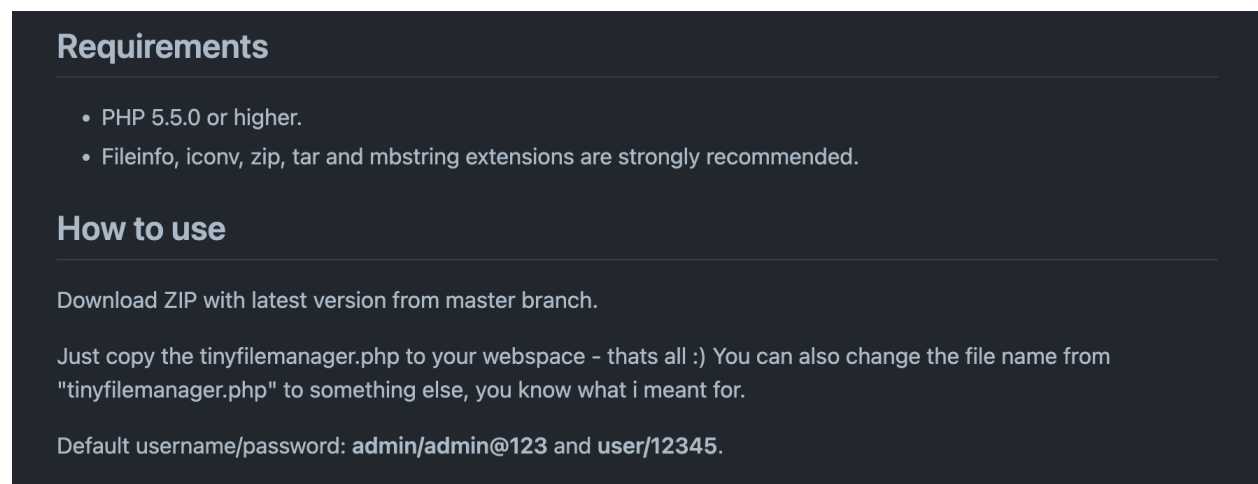 Requirements
• PHP 5.5.0 or higher.
• Fileinfo, iconv, zip, tar and mbstring extensions are strongly recommended.
How to use
Download ZIP with latest version from master branch.
Just copy the tinyfilemanager.php to your webspace - thats all :) You can also change the file name from
"tinyfilemanager.php" to something else, you know what i meant for.
Default username/password: admin/admin@123 and user/12345.